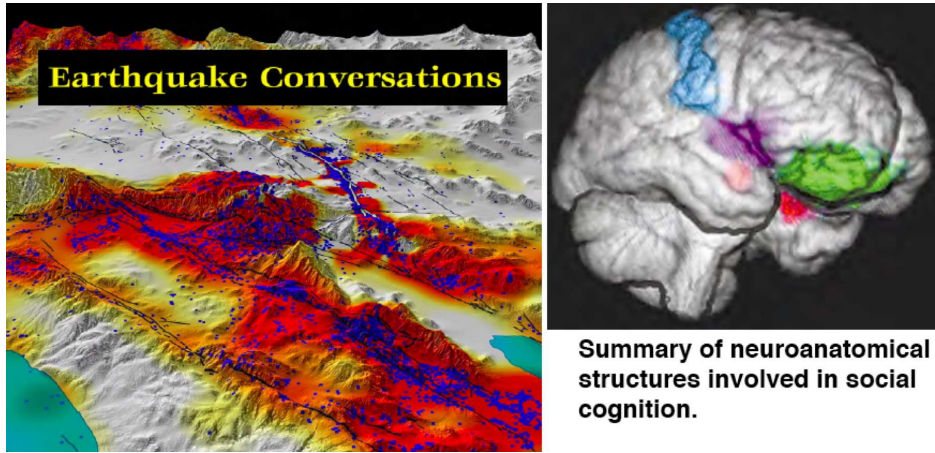 Earthquake Conversations
Summary of neuroanatomical
structures involved in social
cognition.